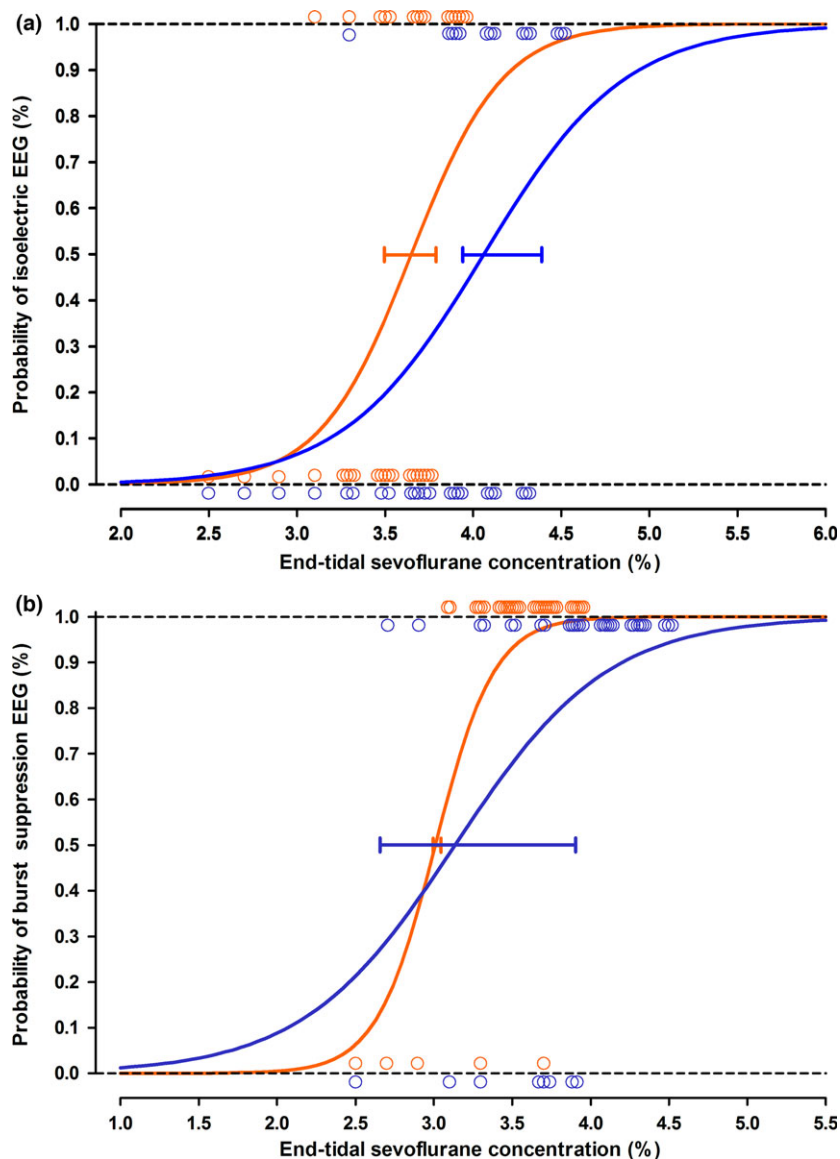 (a)
Probability of isoelectric EEG (%)
1.0
0.9
0.8
0.7
0.6
0.5
0.4
0.3
0.2
0.1
0.0
2.0 2.5 3.0 3.5 4.0 4.5 5.0 5.5 6.0
End-tidal sevoflurane concentration (%)
(b)
Probability of burst suppression EEG (%)
1.0
0.9
0.8
0.7
0.6
0.5
0.4
0.3
0.2
0.1
0.0
1.0 1.5 2.0 2.5 3.0 3.5 4.0 4.5 5.0 5.5
End-tidal sevoflurane concentration (%)